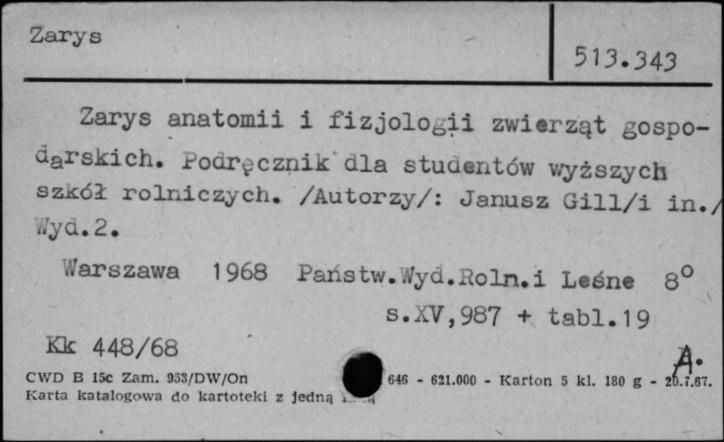 Zarys
513.343
Zarys anatomii i fizjologii zwierząt gospo-
darskich. Podręcznik dla studentów wyższych
szkół rolniczych. /Autorzy/: Janusz Gill/i in./
Wyd.2.
Warszawa 1968 Państw.Wyd.Roln.i Leśne 8°
s.XV,987 + tabl.19
Kk 448/68
A.
CWD B 15c Zam. 953/DW/On 646 - 621.000 - Karton 5 kl. 180 g - 20.7.67.
Karta katalogowa do kartoteki z jedną